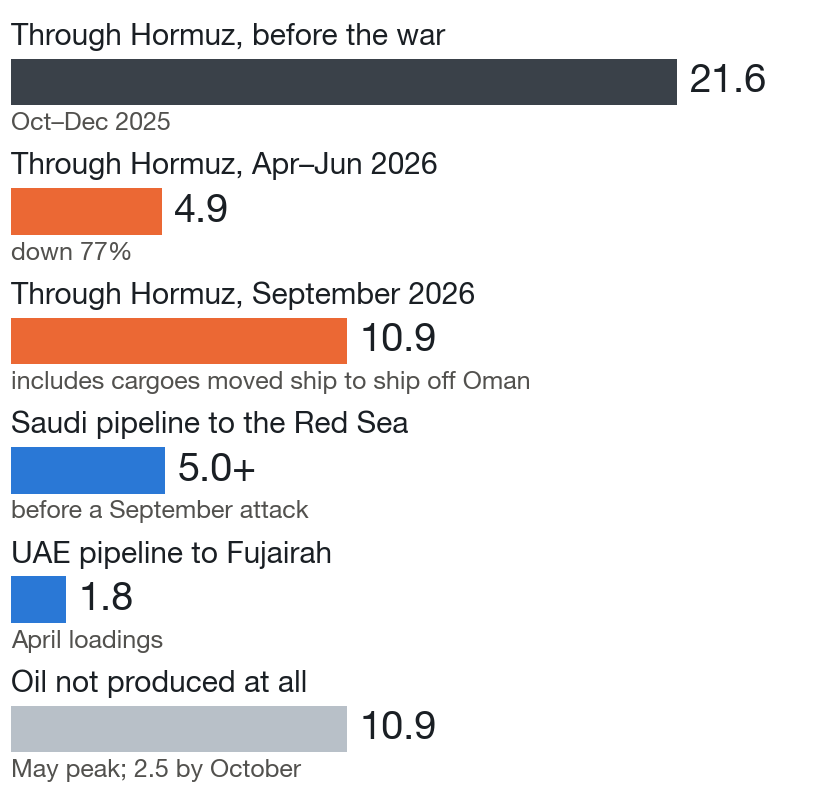 Through Hormuz, before the war
21.6
Oct–Dec 2025
Through Hormuz, Apr–Jun 2026
4.9
down 77%
Through Hormuz, September 2026
10.9
includes cargoes moved ship to ship off Oman
Saudi pipeline to the Red Sea
5.0+
before a September attack
UAE pipeline to Fujairah
1.8
April loadings
Oil not produced at all
10.9
May peak; 2.5 by October